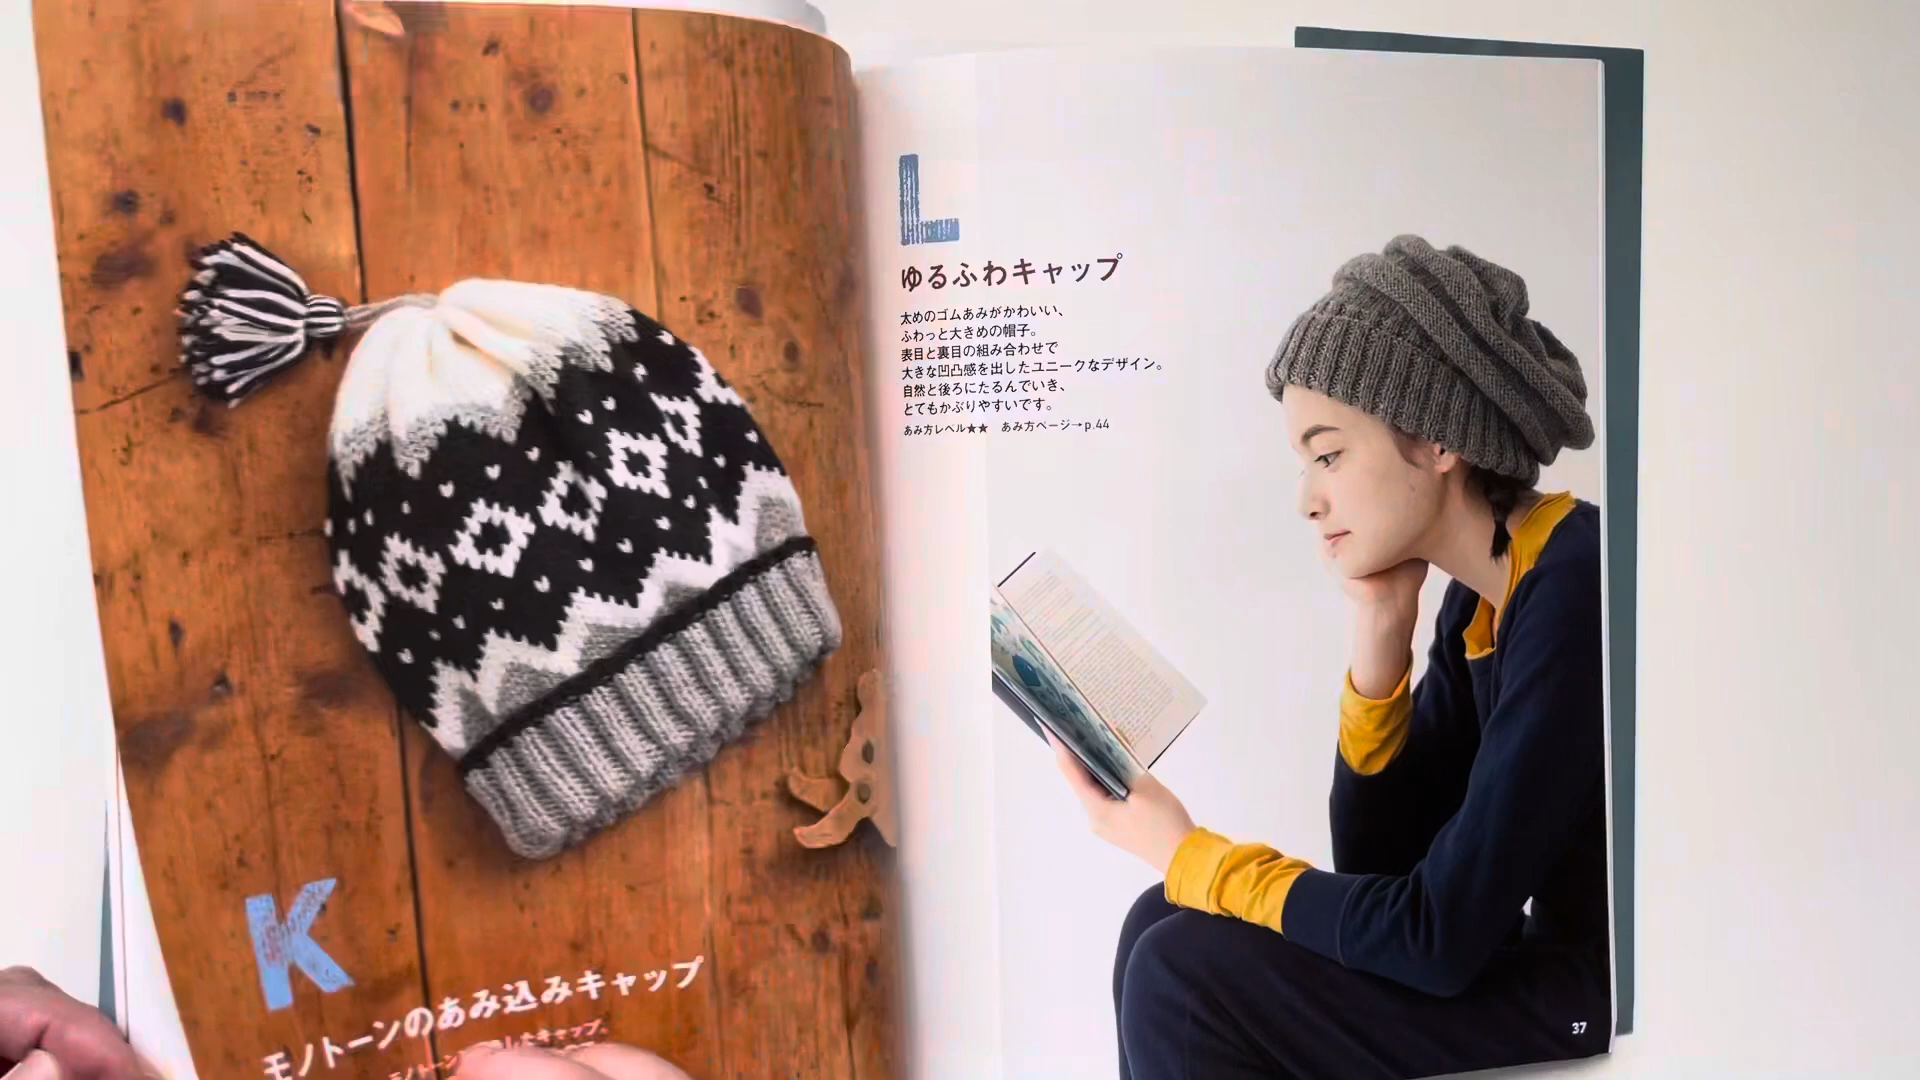 K
モノトーンのあみ込みキャップ
L
ゆるふわキャップ
太めのゴムあみがかわいい、
ふわっと大きめの帽子。
表目と裏目の組み合わせで
大きな凹凸感を出したユニークなデザイン。
自然と後ろにたるんでいき、
とてもかぶりやすいです。
あみ方レベル★★ あみ方ページ→p.44
37